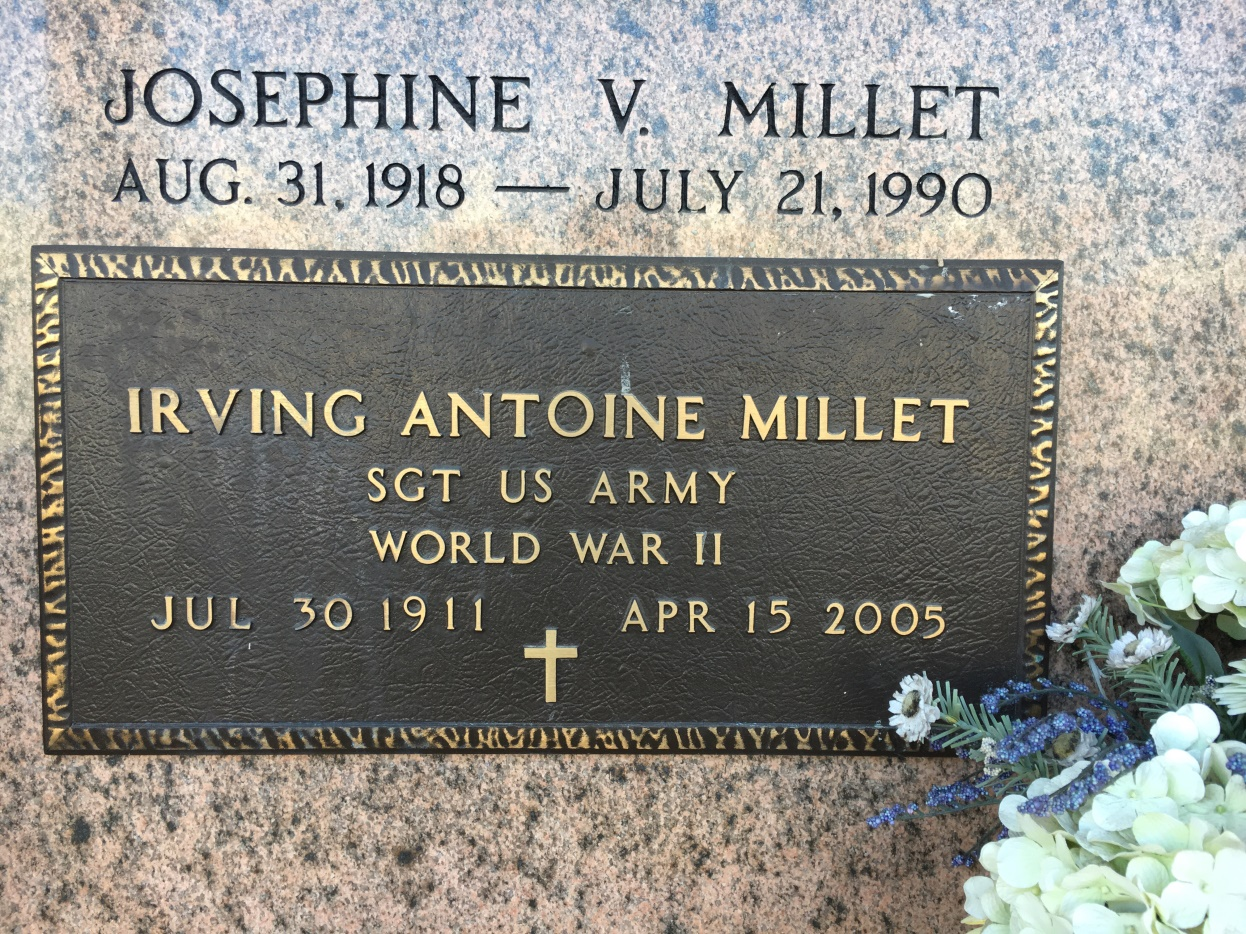 JOSEPHINE V. MILLET
AUG. 31, 1918 — JULY 21, 1990
IRVING ANTOINE MILLET
SGT US ARMY
WORLD WAR II
JUL 30 1911 APR 15 2005